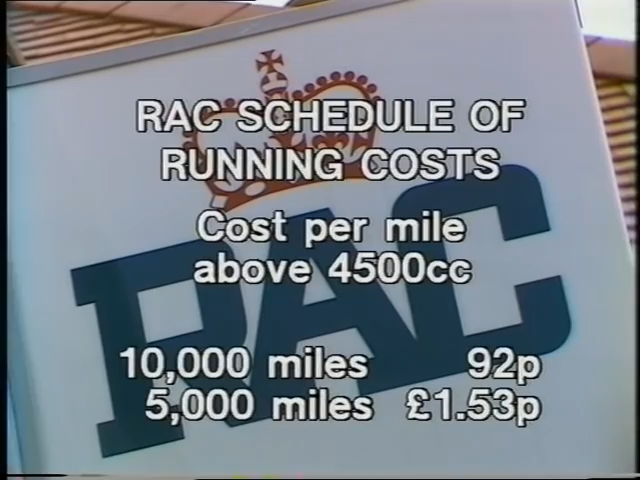 RAC SCHEDULE OF
RUNNING COSTS
Cost per mile
above 4500cc
RAC
10,000 miles 92p
5,000 miles £1.53p